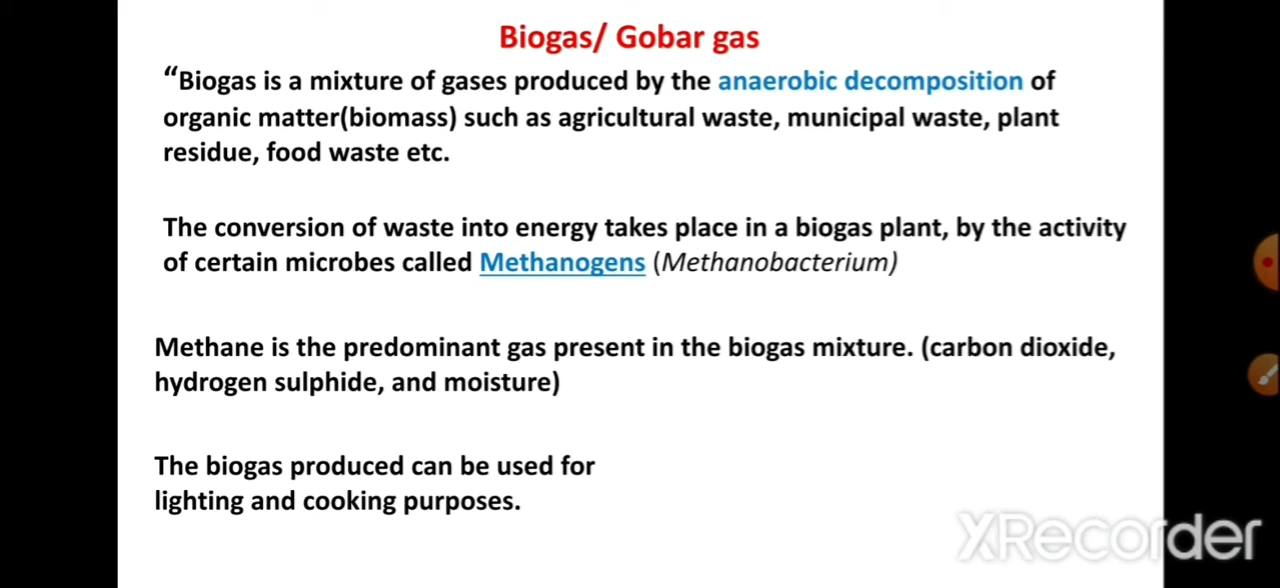 Biogas/ Gobar gas
“Biogas is a mixture of gases produced by the anaerobic decomposition of
organic matter(biomass) such as agricultural waste, municipal waste, plant
residue, food waste etc.
The conversion of waste into energy takes place in a biogas plant, by the activity
of certain microbes called Methanogens (Methanobacterium)
Methane is the predominant gas present in the biogas mixture. (carbon dioxide,
hydrogen sulphide, and moisture)
The biogas produced can be used for
lighting and cooking purposes.
XRecorder